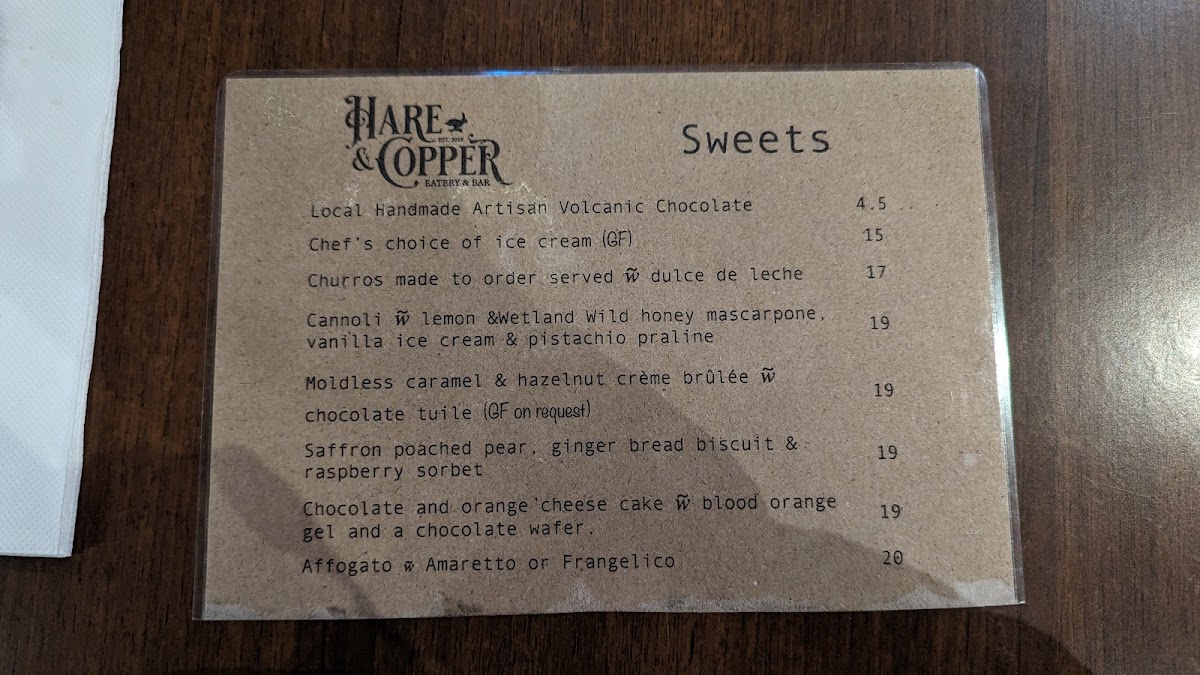 HARE
EST. 2018
& COPPER
EATERY & BAR
Sweets
Local Handmade Artisan Volcanic Chocolate 4.5
Chef's choice of ice cream (GF) 15
Churros made to order served w̃ dulce de leche 17
Cannoli w̃ lemon &Wetland Wild honey mascarpone, 19
vanilla ice cream & pistachio praline
Moldless caramel & hazelnut crème brûlée w̃ 19
chocolate tuile (GF on request)
Saffron poached pear, ginger bread biscuit & 19
raspberry sorbet
Chocolate and orange cheese cake w̃ blood orange 19
gel and a chocolate wafer.
Affogato w̃ Amaretto or Frangelico 20